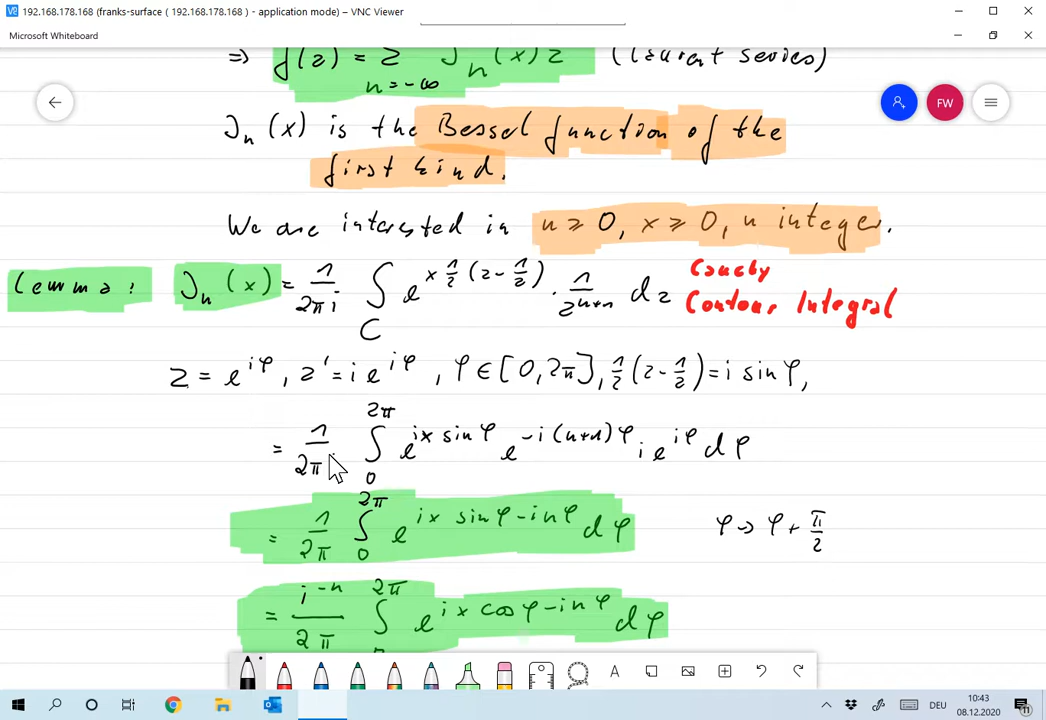 192.168.178.168 (franks-surface ( 192.168.178.168 ) - application mode) – VNC Viewer
Microsoft Whiteboard
⇒ f(z) = Σ J_n(x) z (Laurent series)
n = -∞
FW
J_n(x) is the Bessel function of the
first kind.
We are interested in n ≥ 0, x ≥ 0, n integer.
Lemma: J_n(x) = 1/(2πi) ∫_C e^{x 1/2 (z - 1/z)} · 1/z^{n+1} dz Cauchy
Contour Integral
z = e^{iφ}, z' = i e^{iφ}, φ ∈ [0, 2π], 1/2 (z - 1/z) = i sin φ,
= 1/(2π ∫_0^{2π} e^{ix sin φ} e^{-i(n+1)φ} i e^{iφ} dφ
= 1/(2π) ∫_0^{2π} e^{ix sin φ - inφ} dφ φ → φ + π/2
= i^{-n}/(2π) ∫^{2π} e^{ix cos φ - inφ} dφ
A
DEU
10:43
08.12.2020
11